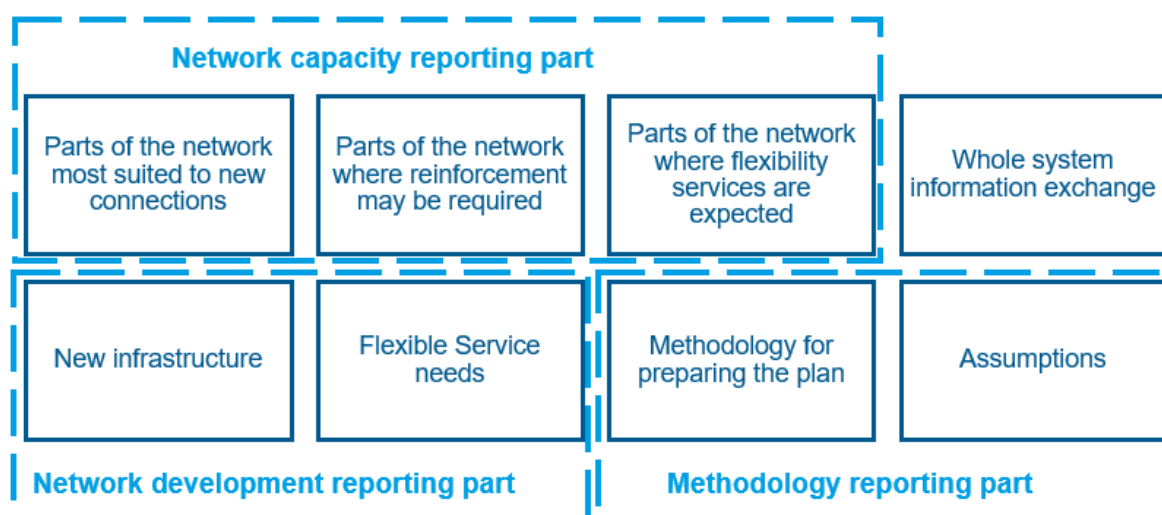 Network capacity reporting part
Parts of the network
most suited to new
connections
Parts of the network
where reinforcement
may be required
Parts of the network
where flexibility
services are
expected
Whole system
information exchange
New infrastructure
Flexible Service
needs
Methodology for
preparing the plan
Assumptions
Network development reporting part
Methodology reporting part